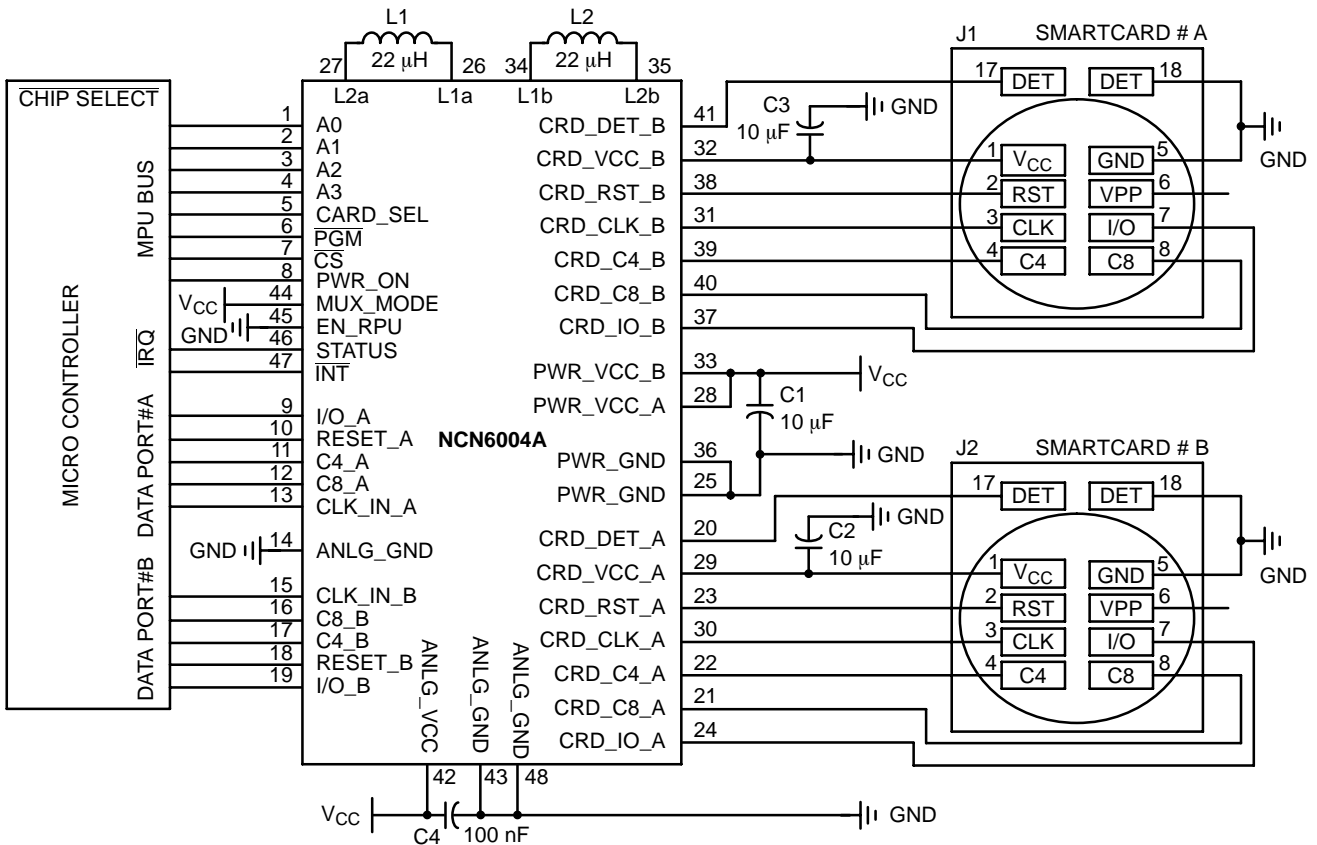 L1
22 μH
L2
22 μH
27
26
34
35
L2a
L1a
L1b
L2b
CHIP SELECT
MPU BUS
MICRO CONTROLLER
IRQ
DATA PORT#A
DATA PORT#B
1
A0
2
A1
3
A2
4
A3
5
CARD_SEL
6
PGM
7
CS
8
PWR_ON
VCC
44
MUX_MODE
GND
45
EN_RPU
46
STATUS
47
INT
9
I/O_A
10
RESET_A
11
C4_A
12
C8_A
13
CLK_IN_A
GND
14
ANLG_GND
15
CLK_IN_B
16
C8_B
17
C4_B
18
RESET_B
19
I/O_B
NCN6004A
CRD_DET_B
41
CRD_VCC_B
32
CRD_RST_B
38
CRD_CLK_B
31
CRD_C4_B
39
CRD_C8_B
40
CRD_IO_B
37
PWR_VCC_B
33
PWR_VCC_A
28
PWR_GND
36
PWR_GND
25
CRD_DET_A
20
CRD_VCC_A
29
CRD_RST_A
23
CRD_CLK_A
30
CRD_C4_A
22
CRD_C8_A
21
CRD_IO_A
24
ANLG_VCC
ANLG_GND
ANLG_GND
42
43
48
VCC
C4
100 nF
GND
C3
10 μF
GND
VCC
C1
10 μF
GND
C2
10 μF
GND
J1
SMARTCARD # A
17
DET
DET
18
1
VCC
GND
5
2
RST
VPP
6
3
CLK
I/O
7
4
C4
C8
8
GND
J2
SMARTCARD # B
17
DET
DET
18
1
VCC
GND
5
2
RST
VPP
6
3
CLK
I/O
7
4
C4
C8
8
GND